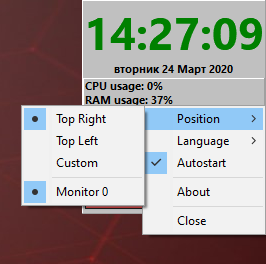 14:27:09
вторник 24 Март 2020
CPU usage: 0%
RAM usage: 37%
Top Right
Top Left
Custom
Monitor 0
Position
Language
Autostart
About
Close